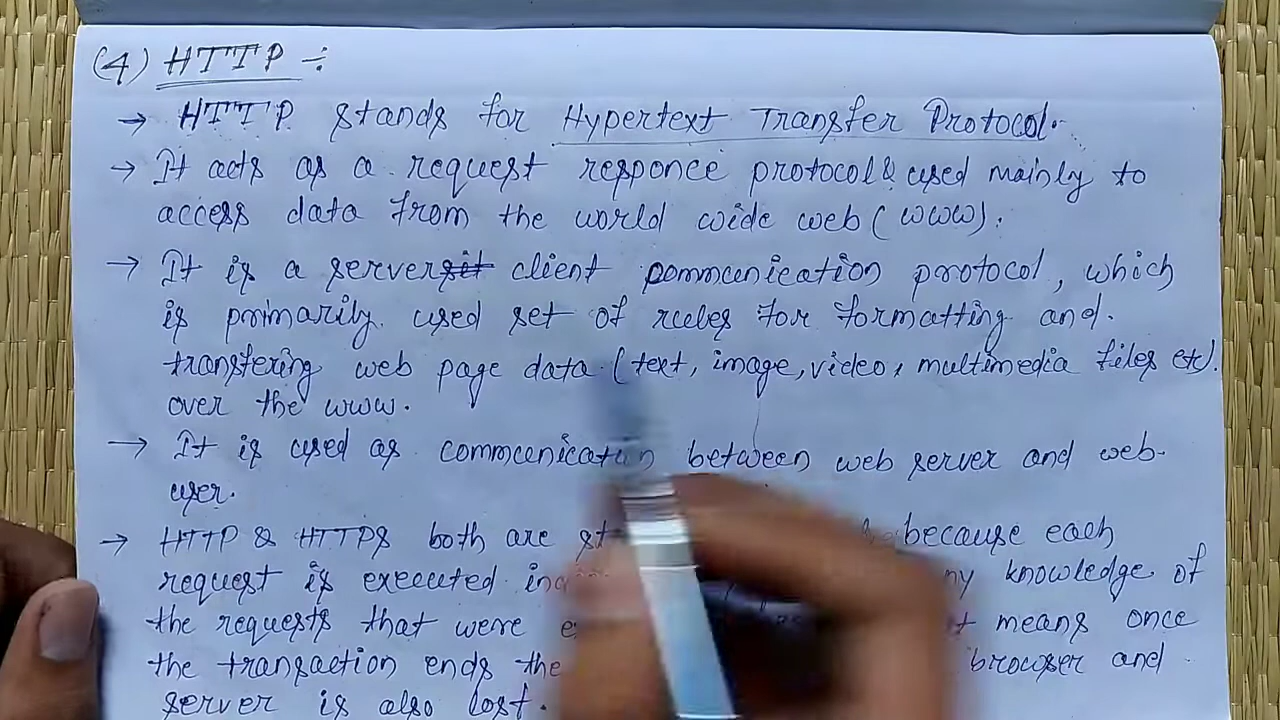 (4) HTTP ÷
→ HTTP stands for Hypertext Transfer Protocol.
→ It acts as a request responce protocol & used mainly to
access data from the world wide web (www).
→ It is a server client communication protocol, which
is primarily used set of rules for formatting and
transfering web page data (text, image, video, multimedia files etc).
over the www.
→ It is used as communication between web server and web
user.
→ HTTP & HTTPS both are because each
request is executed knowledge of
the requests that were means once
the transaction ends the browser and
server is also lost.